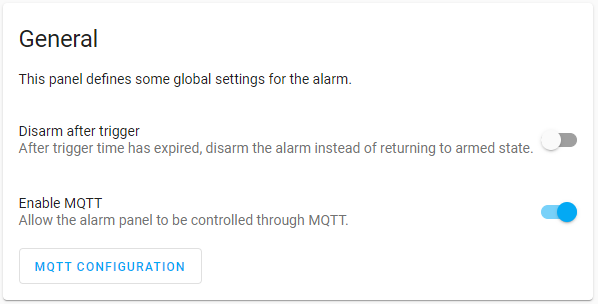 General
This panel defines some global settings for the alarm.
Disarm after trigger
After trigger time has expired, disarm the alarm instead of returning to armed state.
Enable MQTT
Allow the alarm panel to be controlled through MQTT.
MQTT CONFIGURATION